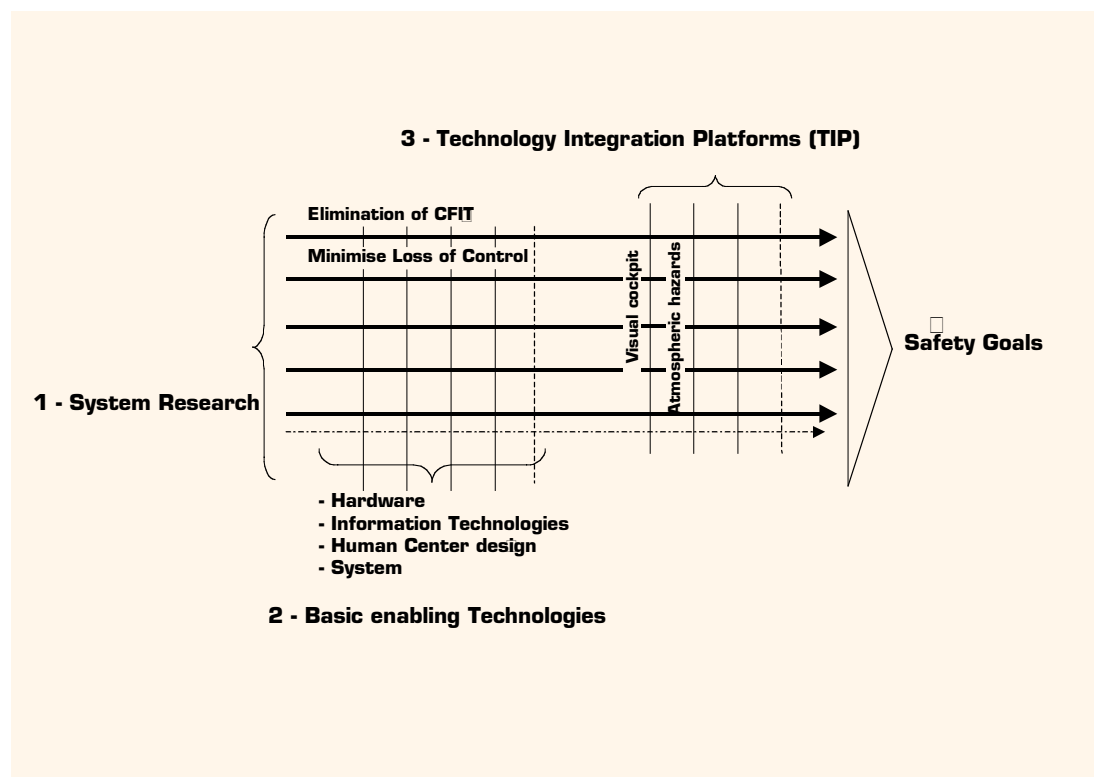 3 - Technology Integration Platforms (TIP)
Elimination of CFIT
Minimise Loss of Control
Visual cockpit
Atmospheric hazards
Safety Goals
1 - System Research
- Hardware
- Information Technologies
- Human Center design
- System
2 - Basic enabling Technologies